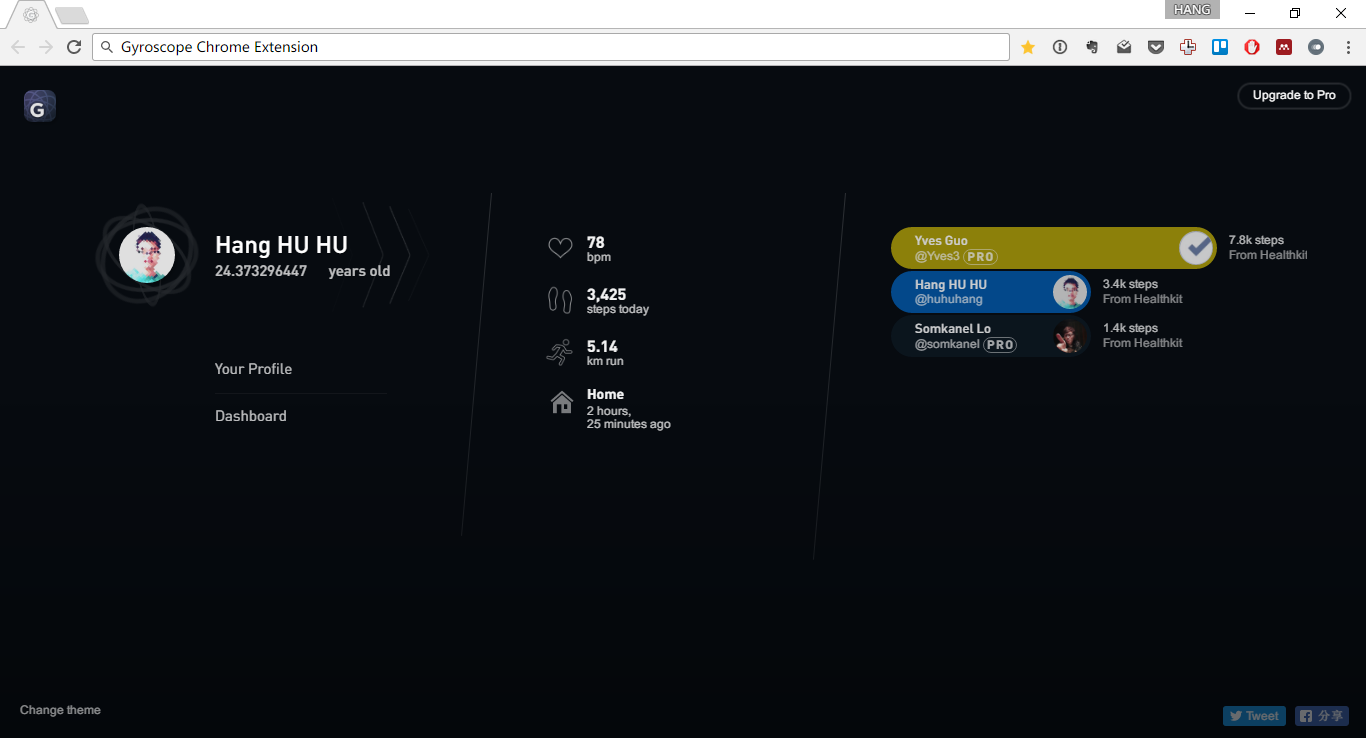 HANG
Gyroscope Chrome Extension
G
Upgrade to Pro
Hang HU HU
24.373296447 years old
Your Profile
Dashboard
78
bpm
3,425
steps today
5.14
km run
Home
2 hours,
25 minutes ago
Yves Guo
@Yves3 PRO
7.8k steps
From Healthkit
Hang HU HU
@huhuhang
3.4k steps
From Healthkit
Somkanel Lo
@somkanel PRO
1.4k steps
From Healthkit
Change theme
Tweet
分享